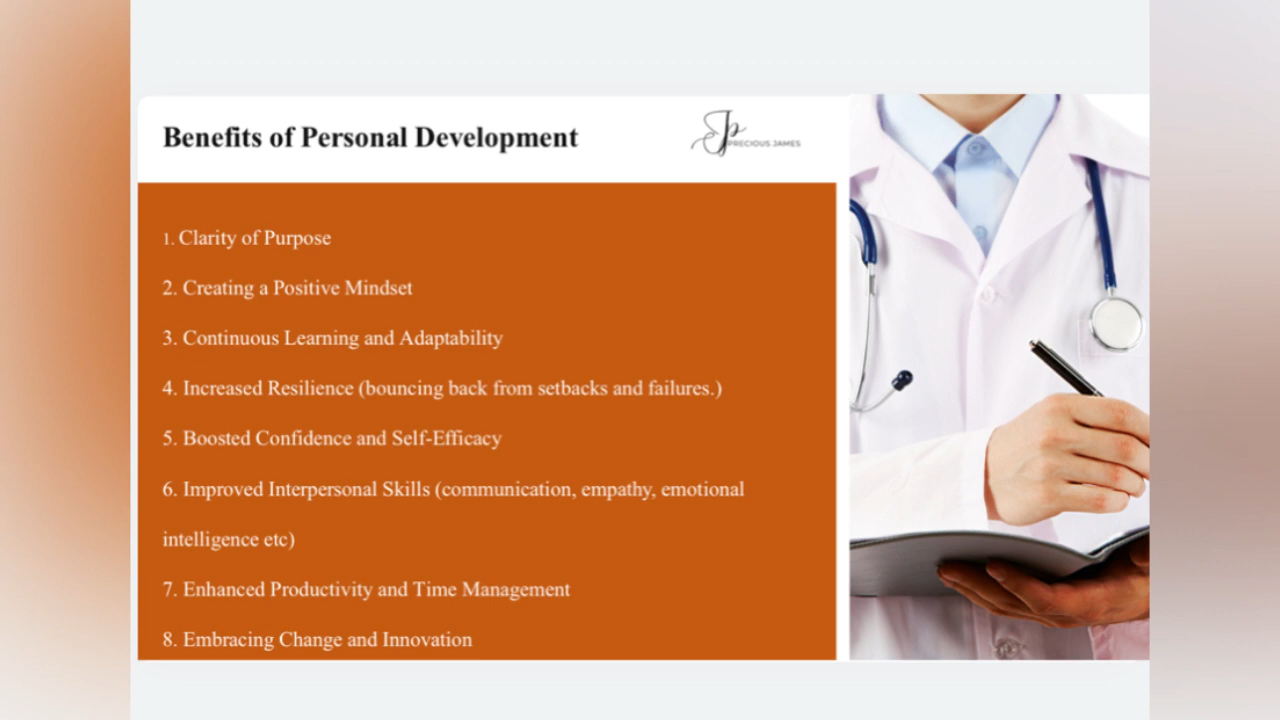 Benefits of Personal Development
PRECIOUS JAMES
1. Clarity of Purpose
2. Creating a Positive Mindset
3. Continuous Learning and Adaptability
4. Increased Resilience (bouncing back from setbacks and failures.)
5. Boosted Confidence and Self-Efficacy
6. Improved Interpersonal Skills (communication, empathy, emotional
intelligence etc)
7. Enhanced Productivity and Time Management
8. Embracing Change and Innovation